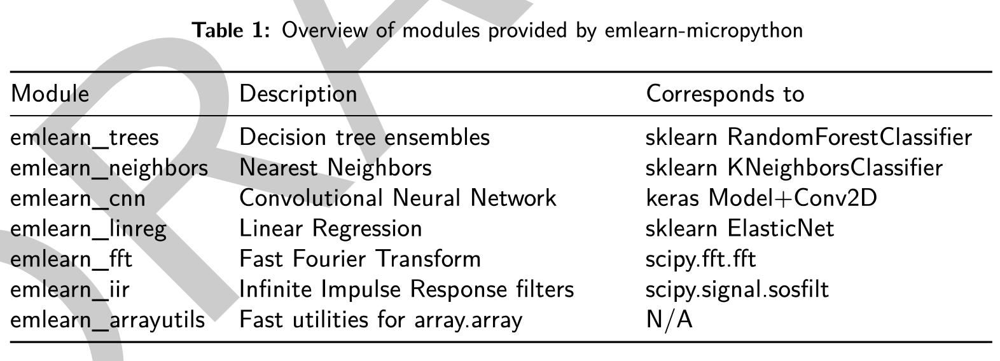 Table 1: Overview of modules provided by emlearn-micropython
Module Description Corresponds to
emlearn_trees Decision tree ensembles sklearn RandomForestClassifier
emlearn_neighbors Nearest Neighbors sklearn KNeighborsClassifier
emlearn_cnn Convolutional Neural Network keras Model+Conv2D
emlearn_linreg Linear Regression sklearn ElasticNet
emlearn_fft Fast Fourier Transform scipy.fft.fft
emlearn_iir Infinite Impulse Response filters scipy.signal.sosfilt
emlearn_arrayutils Fast utilities for array.array N/A